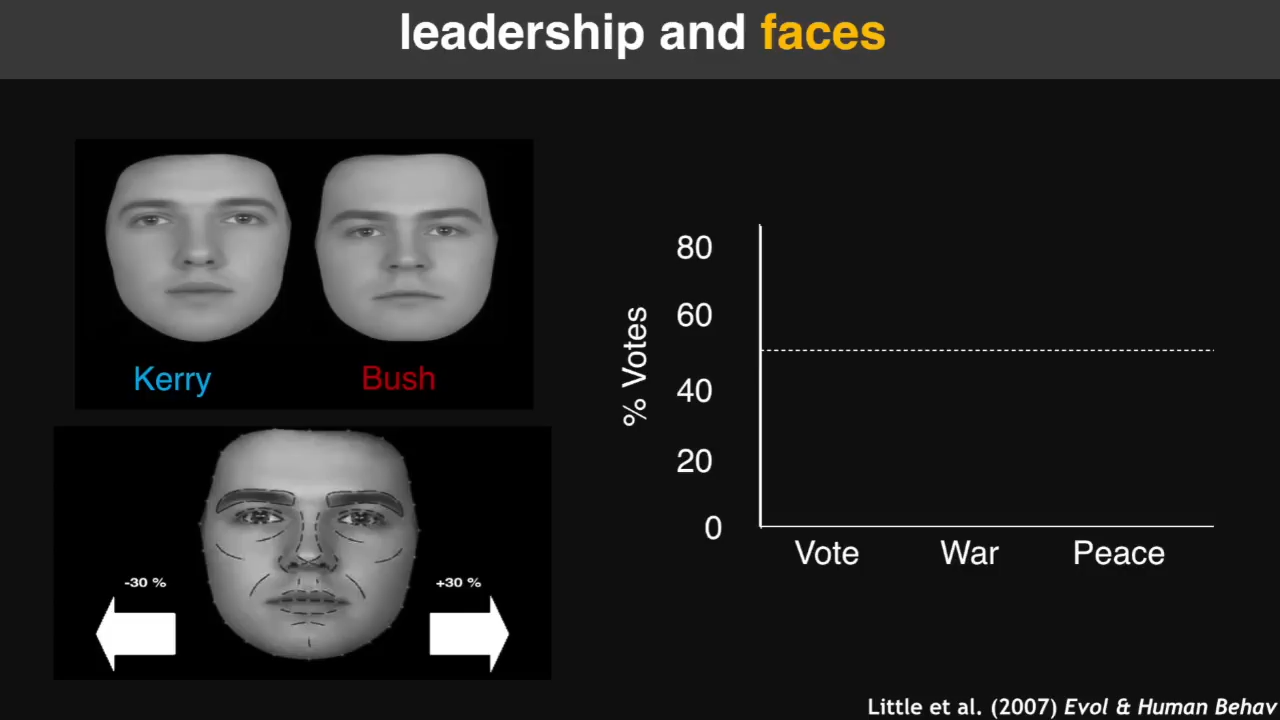 leadership and faces
Kerry
Bush
-30 %
+30 %
% Votes
80
60
40
20
0
Vote
War
Peace
Little et al. (2007) Evol & Human Behav